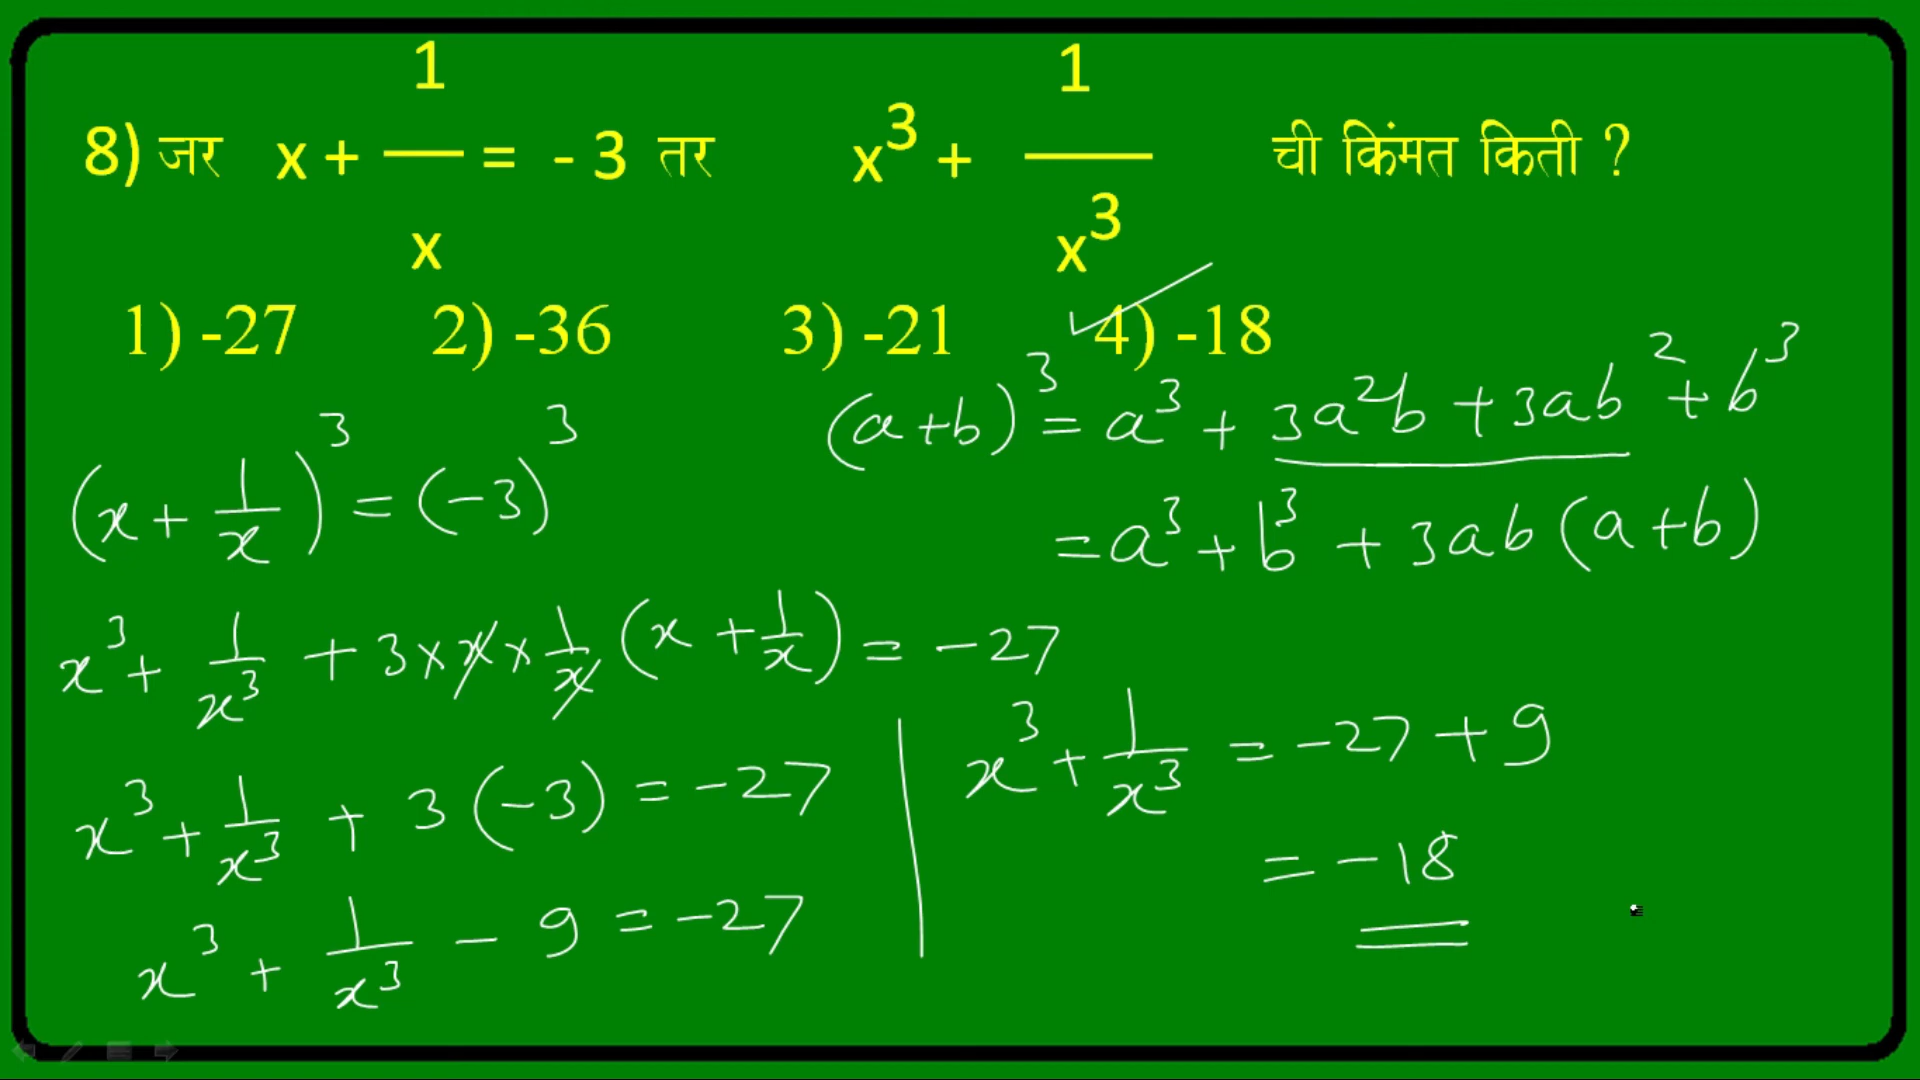 8) जर x + 1/x = - 3 तर x³ + 1/x³ ची किंमत किती ?
1) -27 2) -36 3) -21 4) -18
(a+b)³ = a³ + 3a²b + 3ab² + b³
= a³ + b³ + 3ab (a+b)
(x + 1/x)³ = (-3)³
x³ + 1/x³ + 3 × x × 1/x (x + 1/x) = -27
x³ + 1/x³ + 3 (-3) = -27
x³ + 1/x³ - 9 = -27
x³ + 1/x³ = -27 + 9
= -18